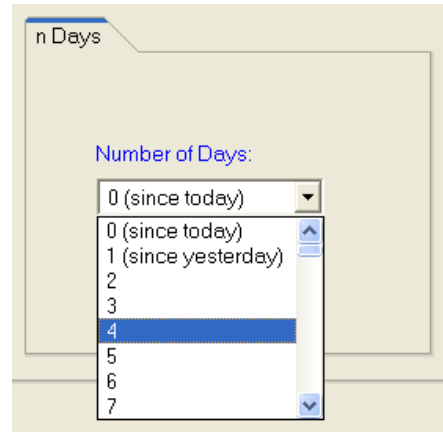 n Days
Number of Days:
0 (since today)
0 (since today)
1 (since yesterday)
2
3
4
5
6
7